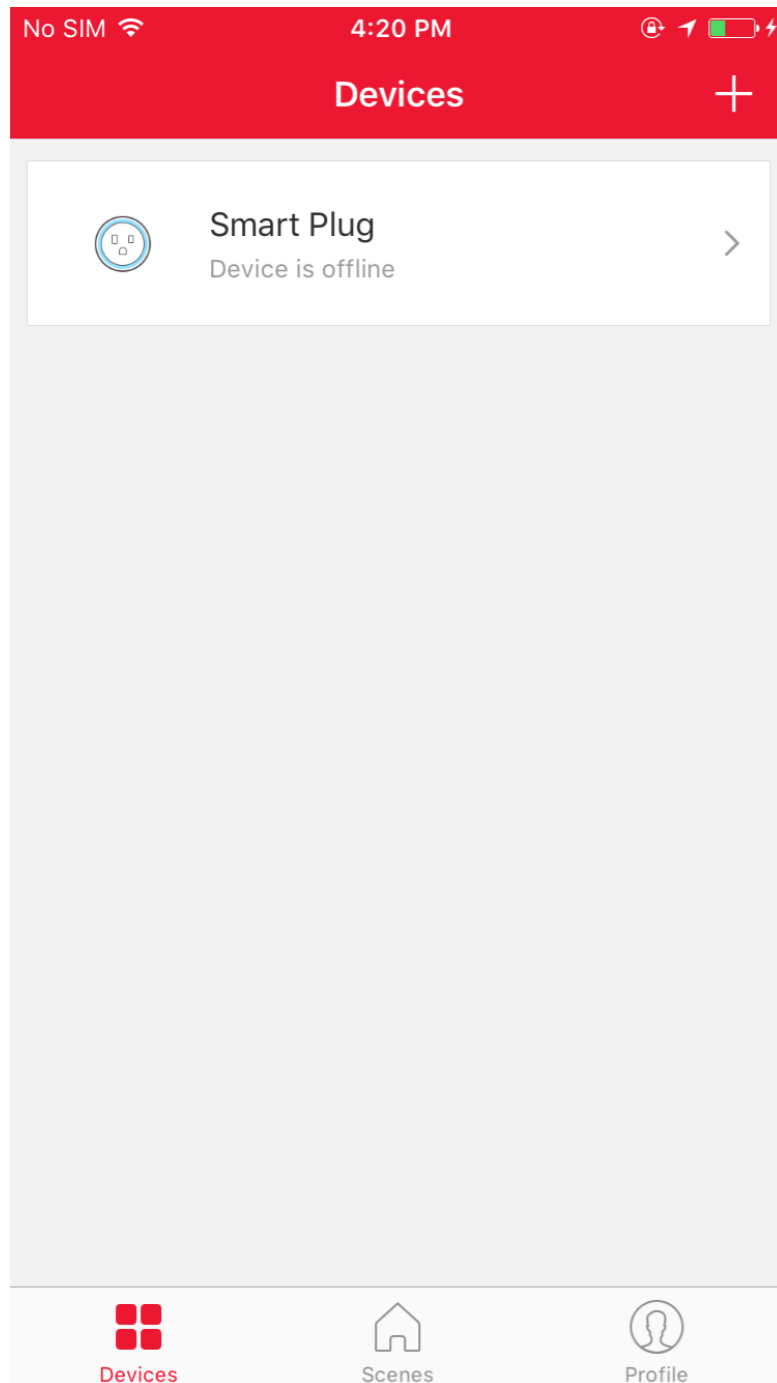 No SIM 4:20 PM
Devices
Smart Plug
Device is offline
Devices Scenes Profile